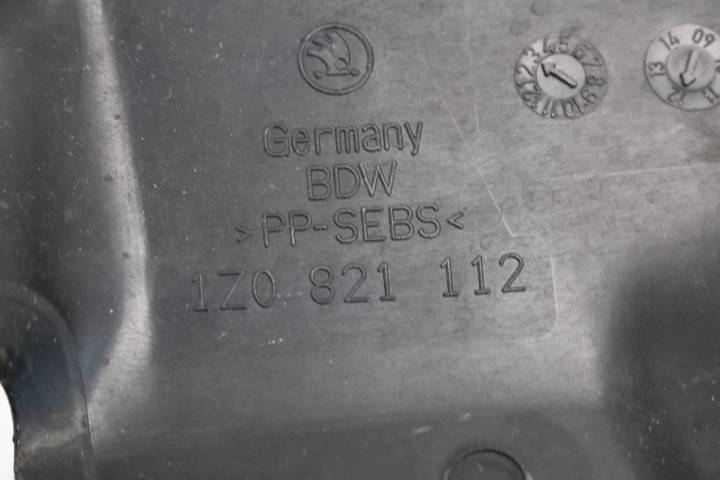 Germany
BDW
>PP-SEBS<
1Z0 821 112